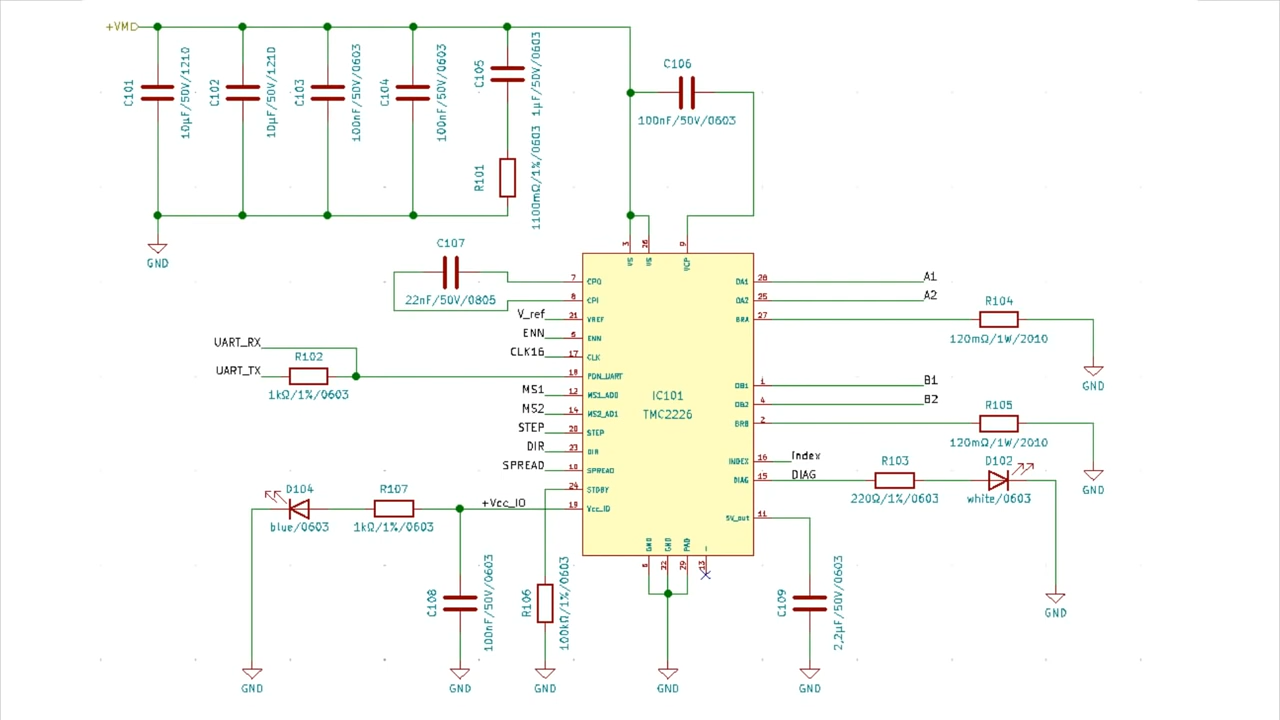 +VM
C101
10µF/50V/1210
C102
10µF/50V/1210
C103
100nF/50V/0603
C104
100nF/50V/0603
C105
1µF/50V/0603
R101
1100mΩ/1%/0603
C106
100nF/50V/0603
GND
C107
22nF/50V/0805
3
26
9
VS
VS
VCP
7
CPO
8
CPI
V_ref
21
VREF
ENN
ENN
CLK16
17
CLK
UART_RX
UART_TX
R102
1kΩ/1%/0603
18
PDN_UART
MS1
12
MS1_AD0
MS2
14
MS2_AD1
STEP
20
STEP
DIR
23
DIR
SPREAD
10
SPREAD
24
STDBY
+Vcc_IO
19
Vcc_IO
IC101
TMC2226
OA1
28
A1
OA2
25
A2
BRA
27
R104
120mΩ/1W/2010
GND
OB1
1
B1
OB2
4
B2
BRB
2
R105
120mΩ/1W/2010
GND
INDEX
16
Index
DIAG
15
DIAG
R103
220Ω/1%/0603
D102
white/0603
GND
5V_out
11
C109
2,2µF/50V/0603
GND
GND
GND
PAD
6
22
29
13
GND
D104
blue/0603
R107
1kΩ/1%/0603
GND
C108
100nF/50V/0603
GND
R106
100kΩ/1%/0603
GND